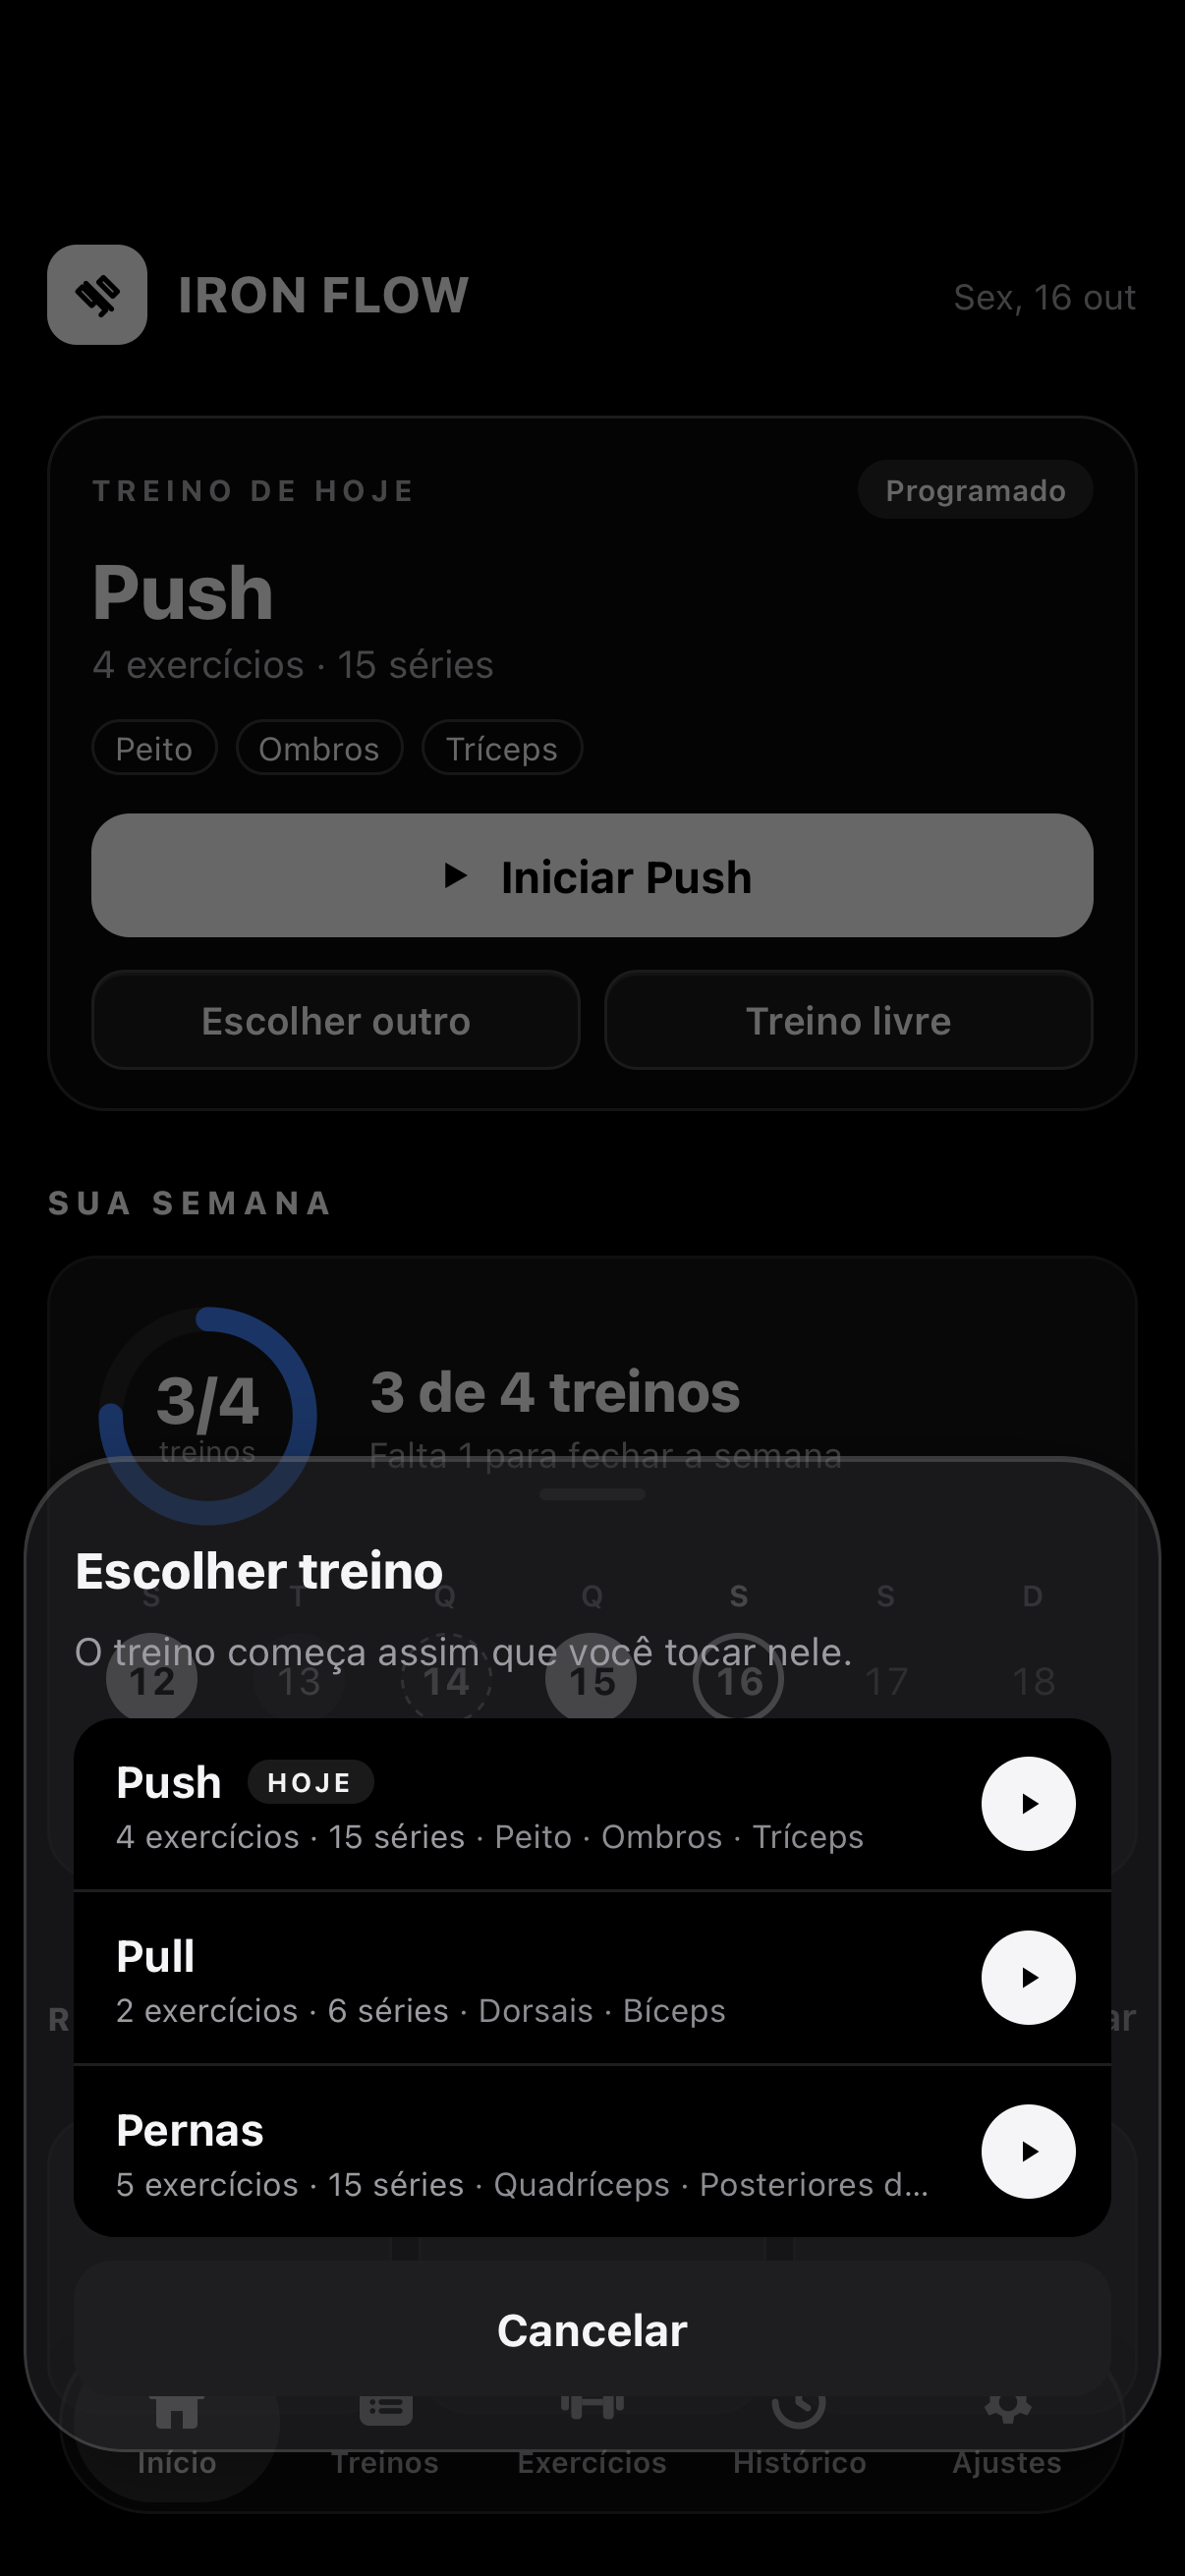 IRON FLOW
Sex, 16 out
TREINO DE HOJE
Programado
Push
4 exercícios · 15 séries
Peito
Ombros
Tríceps
Iniciar Push
Escolher outro
Treino livre
SUA SEMANA
3/4
treinos
3 de 4 treinos
Falta 1 para fechar a semana
Escolher treino
S T Q Q S S D
O treino começa assim que você tocar nele.
12 13 14 15 16 17 18
Push HOJE
4 exercícios · 15 séries · Peito · Ombros · Tríceps
Pull
2 exercícios · 6 séries · Dorsais · Bíceps
Pernas
5 exercícios · 15 séries · Quadríceps · Posteriores d...
Cancelar
Início
Treinos
Exercícios
Histórico
Ajustes